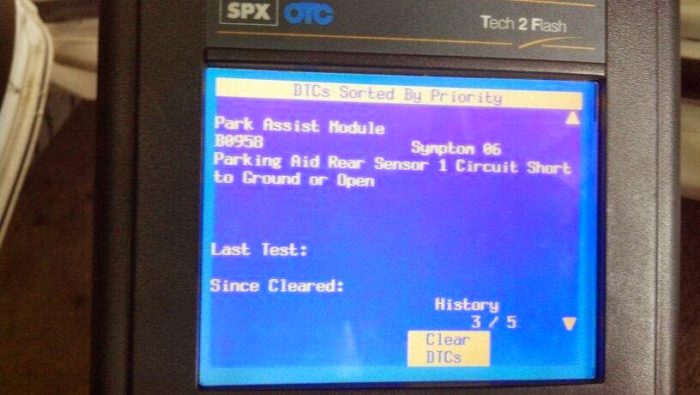 SPX OTC
Tech 2 Flash
DTCs Sorted By Priority
Park Assist Module
B0958 Symptom 06
Parking Aid Rear Sensor 1 Circuit Short
to Ground or Open
Last Test:
Since Cleared:
History
3 / 5
Clear
DTCs